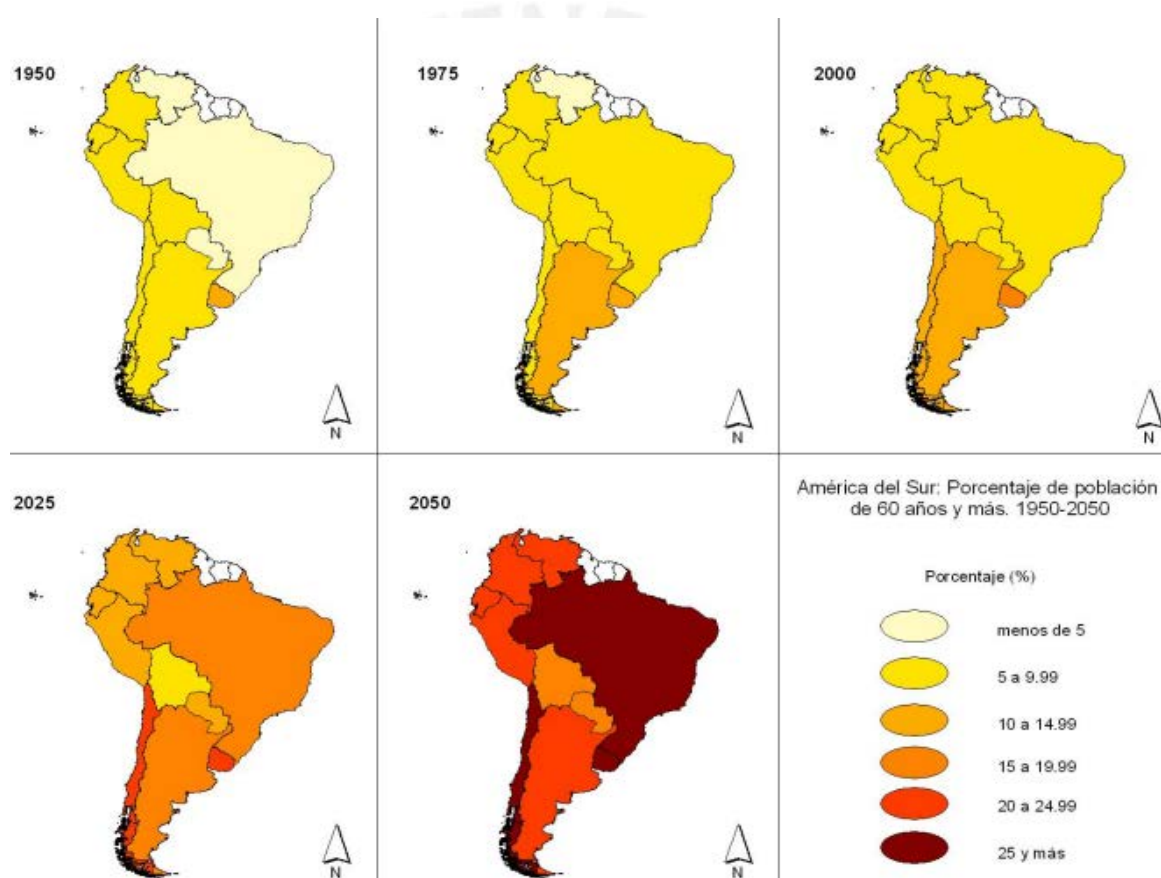 1950
1975
2000
N
N
N
2025
2050
América del Sur: Porcentaje de población
de 60 años y más. 1950-2050
Porcentaje (%)
menos de 5
5 a 9.99
10 a 14.99
15 a 19.99
20 a 24.99
25 y más
N
N